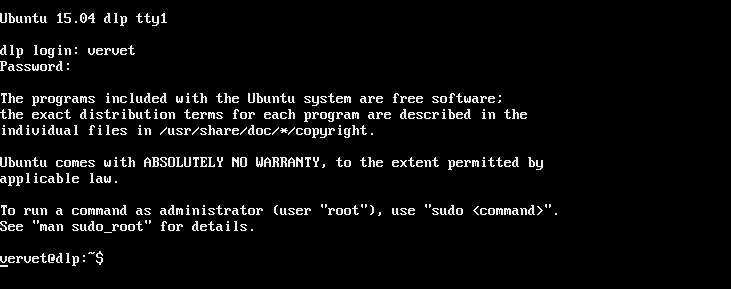 Ubuntu 15.04 dlp tty1
dlp login: vervet
Password:
The programs included with the Ubuntu system are free software;
the exact distribution terms for each program are described in the
individual files in /usr/share/doc/*/copyright.
Ubuntu comes with ABSOLUTELY NO WARRANTY, to the extent permitted by
applicable law.
To run a command as administrator (user "root"), use "sudo <command>".
See "man sudo_root" for details.
vervet@dlp:~$